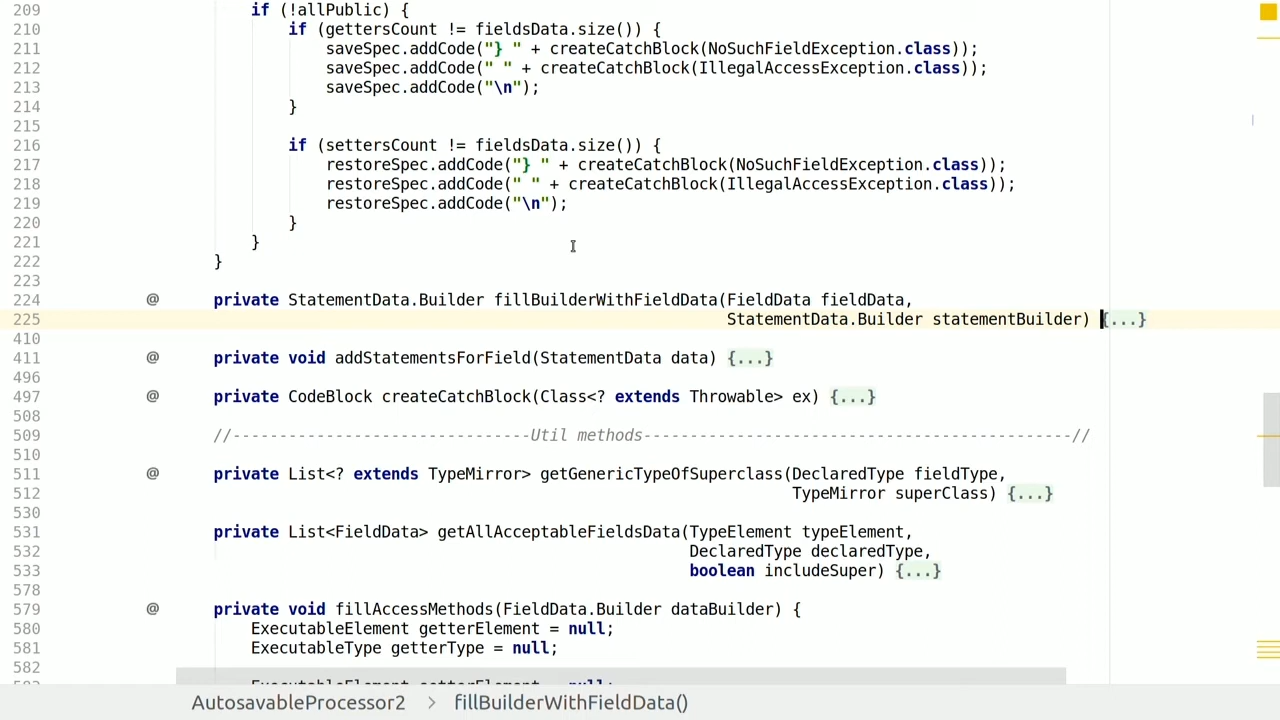 209 if (!allPublic) {
210 if (gettersCount != fieldsData.size()) {
211 saveSpec.addCode("} " + createCatchBlock(NoSuchFieldException.class));
212 saveSpec.addCode(" " + createCatchBlock(IllegalAccessException.class));
213 saveSpec.addCode("\n");
214 }
215
216 if (settersCount != fieldsData.size()) {
217 restoreSpec.addCode("} " + createCatchBlock(NoSuchFieldException.class));
218 restoreSpec.addCode(" " + createCatchBlock(IllegalAccessException.class));
219 restoreSpec.addCode("\n");
220 }
221 }
222 }
223
224 @ private StatementData.Builder fillBuilderWithFieldData(FieldData fieldData,
225 StatementData.Builder statementBuilder) {...}
410
411 @ private void addStatementsForField(StatementData data) {...}
496
497 @ private CodeBlock createCatchBlock(Class<? extends Throwable> ex) {...}
508
509 //--------------------------------Util methods----------------------------------------------//
510
511 @ private List<? extends TypeMirror> getGenericTypeOfSuperclass(DeclaredType fieldType,
512 TypeMirror superClass) {...}
530
531 private List<FieldData> getAllAcceptableFieldsData(TypeElement typeElement,
532 DeclaredType declaredType,
533 boolean includeSuper) {...}
578
579 @ private void fillAccessMethods(FieldData.Builder dataBuilder) {
580 ExecutableElement getterElement = null;
581 ExecutableType getterType = null;
582
AutosavableProcessor2 > fillBuilderWithFieldData()